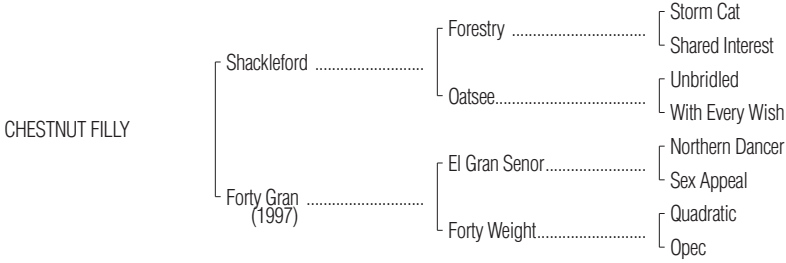 Storm Cat
Forestry ..............................
Shared Interest
Shackleford ........................
Unbridled
Oatsee.................................
With Every Wish
CHESTNUT FILLY
Northern Dancer
El Gran Senor......................
Sex Appeal
Forty Gran ..........................
(1997)
Quadratic
Forty Weight........................
Opec